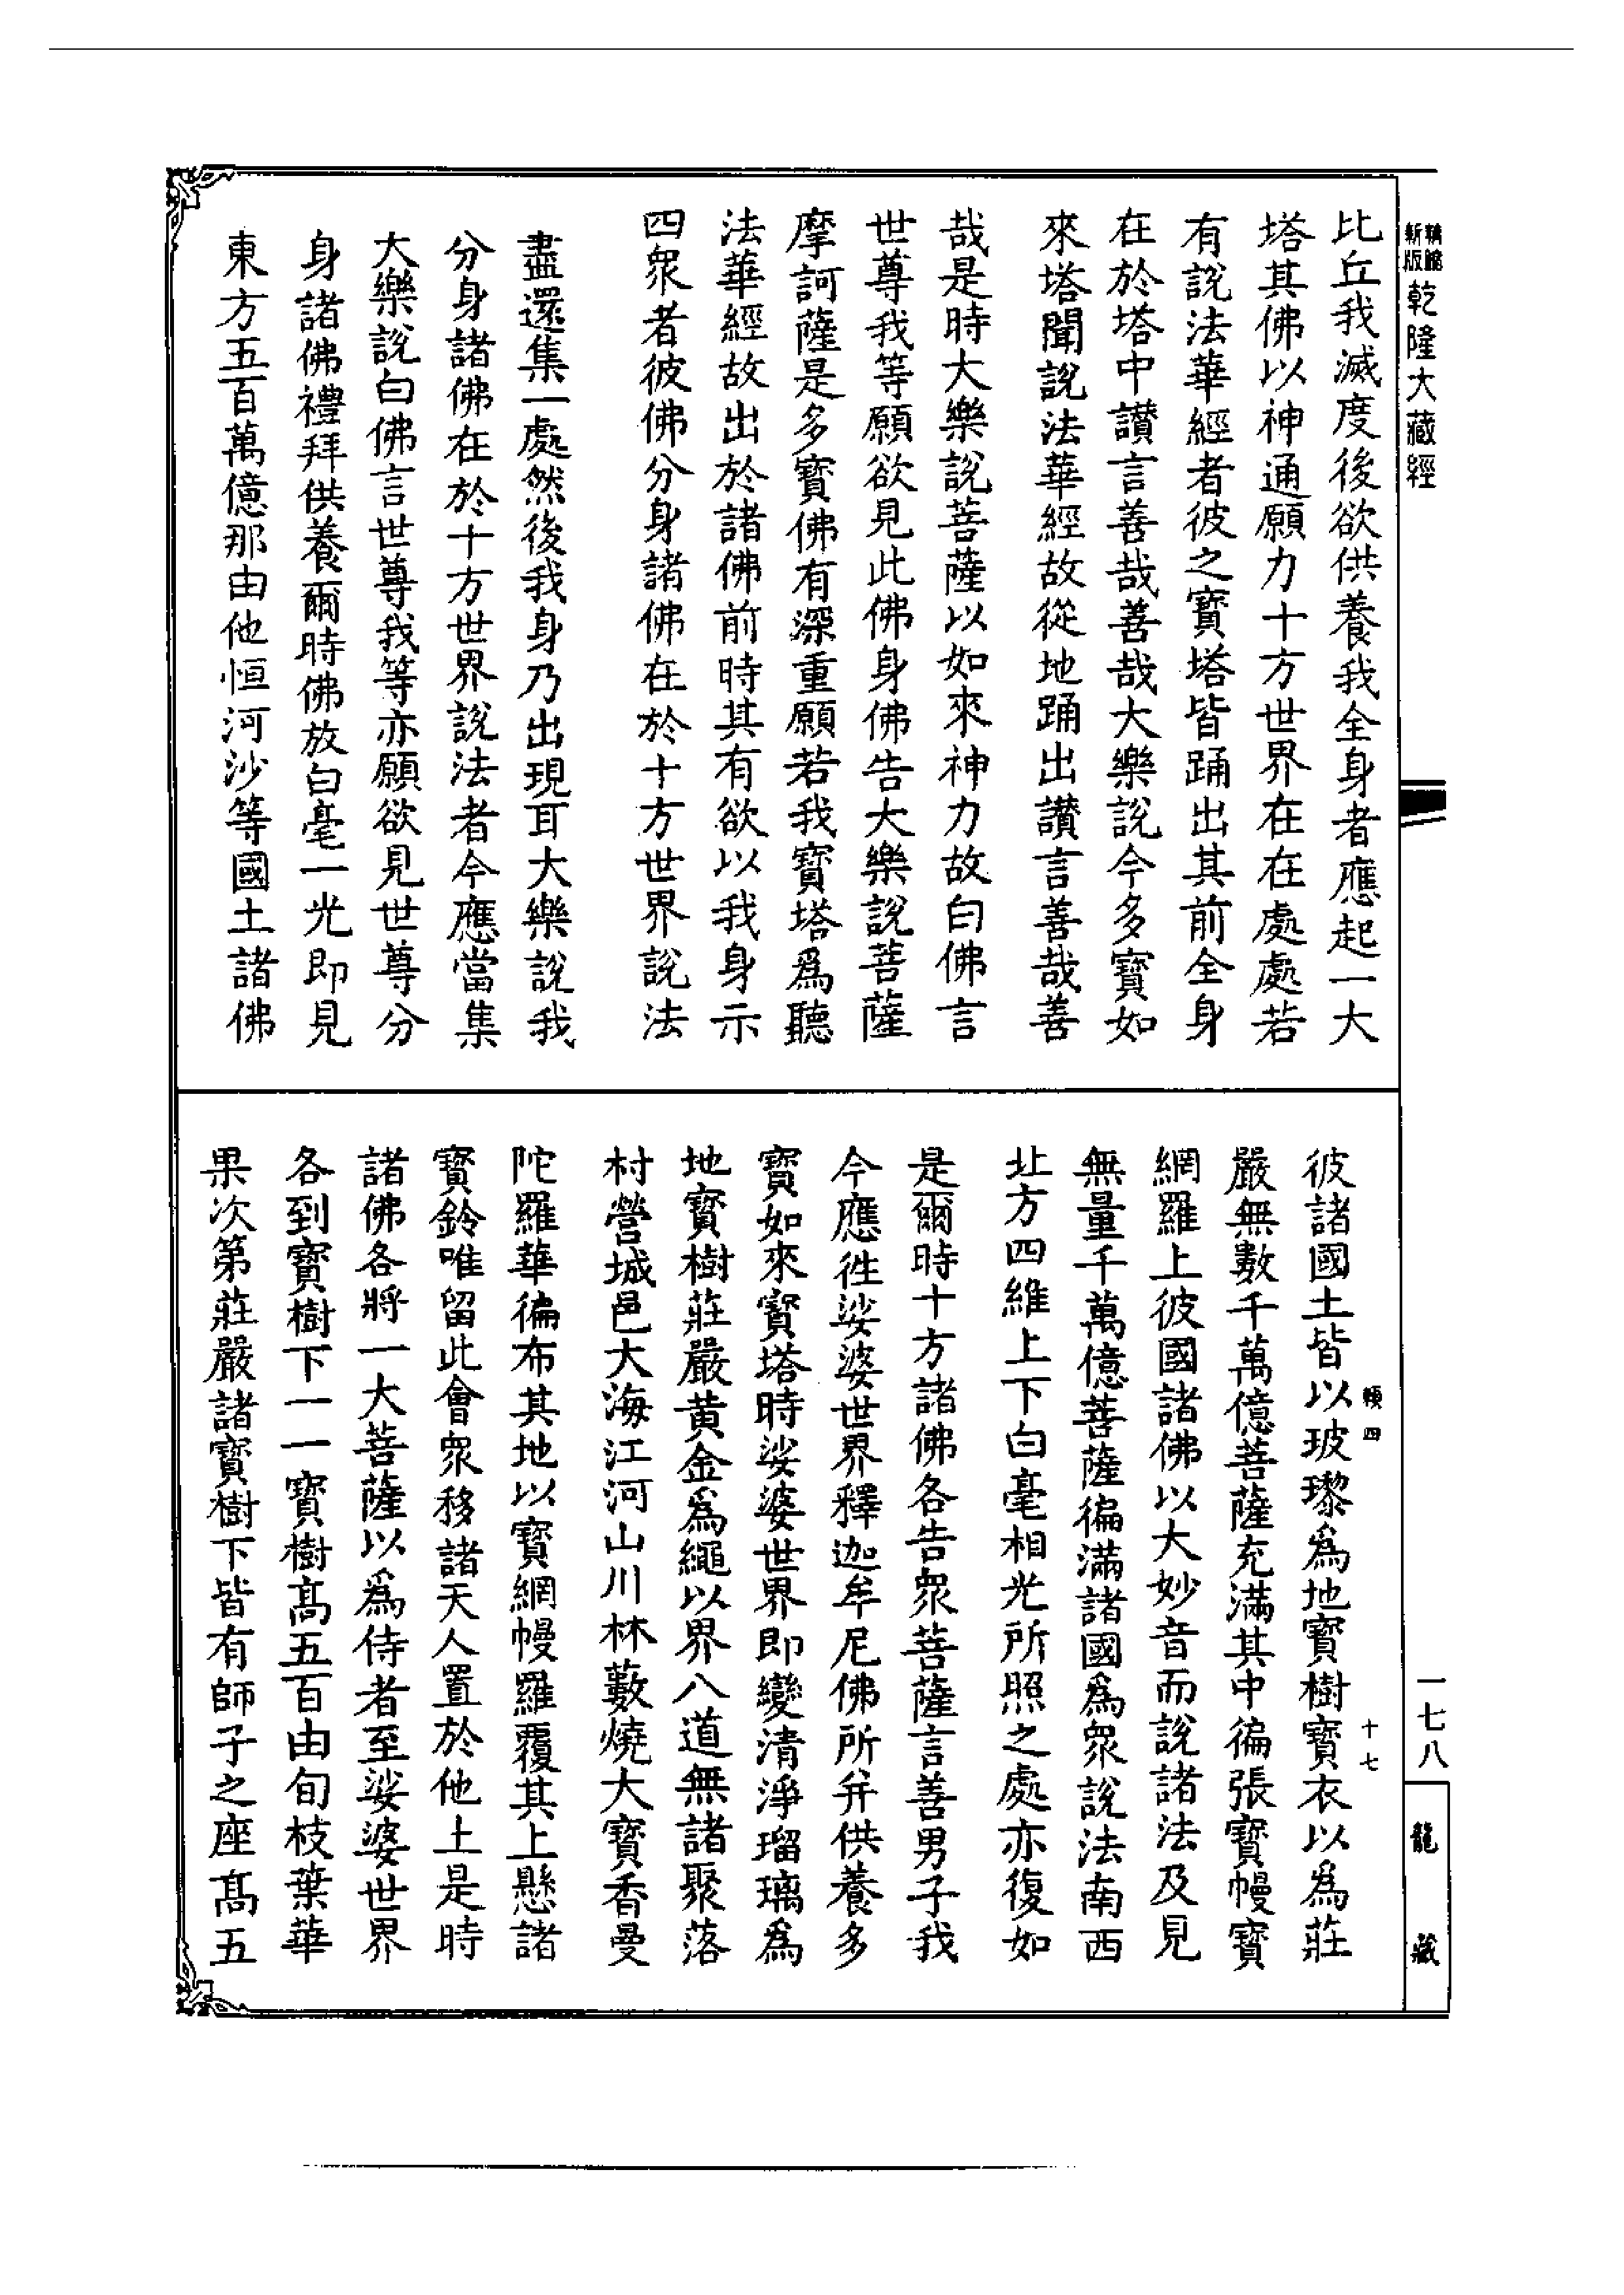 乾隆大藏經
比丘我滅度後欲供養我全身者應起一大
塔其佛以神通願力十方世界在在處處若
有說法華經者彼之寶塔皆踊出其前全身
在於塔中讚言善哉善哉大樂說今多寶如
來塔聞說法華經故從地踊出讚言善哉善
哉是時大樂說菩薩以如來神力故白佛言
世尊我等願欲見此佛身佛告大樂說菩薩
摩訶薩是多寶佛有深重願若我寶塔爲聽
法華經故出於諸佛前時其有欲以我身示
四眾者彼佛分身諸佛在於十方世界說法
盡還集一處然後我身乃出現耳大樂說我
分身諸佛在於十方世界說法者今應當集
大樂說白佛言世尊我等亦願欲見世尊分
身諸佛禮拜供養爾時佛放白毫一光即見
東方五百萬億那由他恒河沙等國土諸佛
一七八
龍藏
四
十七
彼諸國土皆以玻瓈爲地寶樹寶衣以爲莊
嚴無數千萬億菩薩充滿其中徧張寶幔寶
網羅上彼國諸佛以大妙音而說諸法及見
無量千萬億菩薩徧滿諸國爲眾說法南西
北方四維上下白毫相光所照之處亦復如
是爾時十方諸佛各告眾菩薩言善男子我
今應往娑婆世界釋迦牟尼佛所并供養多
寶如來寶塔時娑婆世界即變清淨瑠璃爲
地寶樹莊嚴黃金爲繩以界八道無諸聚落
村營城邑大海江河山川林藪燒大寶香曼
陀羅華徧布其地以寶網幔羅覆其上懸諸
寶鈴唯留此會眾移諸天人置於他土是時
諸佛各將一大菩薩以爲侍者至娑婆世界
各到寶樹下一一寶樹高五百由旬枝葉華
果次第莊嚴諸寶樹下皆有師子之座高五